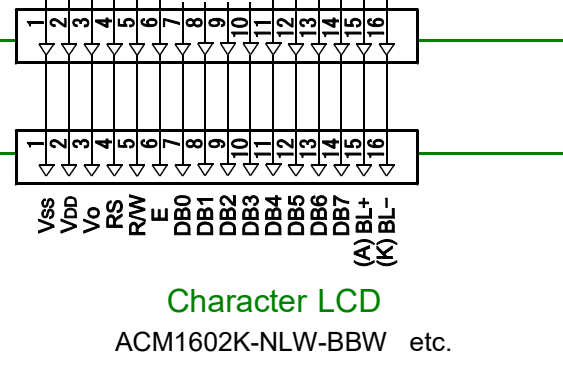 1 2 3 4 5 6 7 8 9 10 11 12 13 14 15 16
1 2 3 4 5 6 7 8 9 10 11 12 13 14 15 16
VSS VDD VO RS R/W E DB0 DB1 DB2 DB3 DB4 DB5 DB6 DB7 (A) BL+ (K) BL−
Character LCD
ACM1602K-NLW-BBW etc.